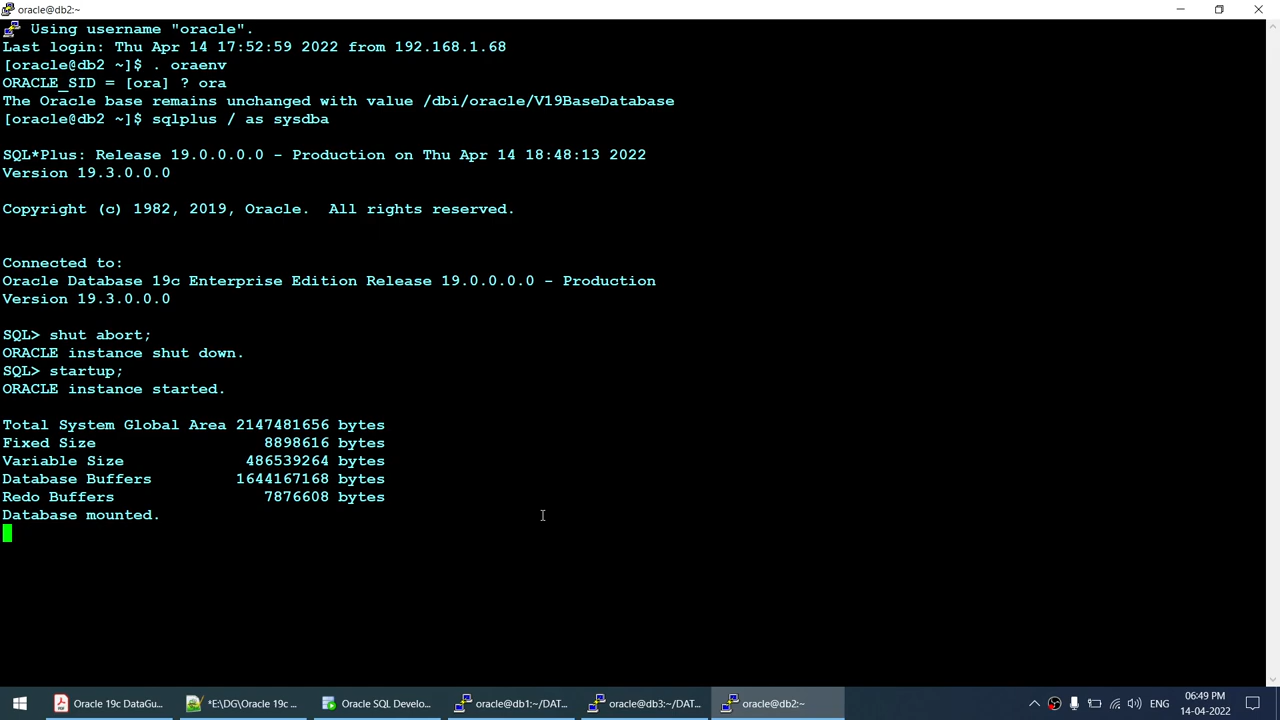 oracle@db2:~
Using username "oracle".
Last login: Thu Apr 14 17:52:59 2022 from 192.168.1.68
[oracle@db2 ~]$ . oraenv
ORACLE_SID = [ora] ? ora
The Oracle base remains unchanged with value /dbi/oracle/V19BaseDatabase
[oracle@db2 ~]$ sqlplus / as sysdba
SQL*Plus: Release 19.0.0.0.0 - Production on Thu Apr 14 18:48:13 2022
Version 19.3.0.0.0
Copyright (c) 1982, 2019, Oracle.  All rights reserved.
Connected to:
Oracle Database 19c Enterprise Edition Release 19.0.0.0.0 - Production
Version 19.3.0.0.0
SQL> shut abort;
ORACLE instance shut down.
SQL> startup;
ORACLE instance started.
Total System Global Area 2147481656 bytes
Fixed Size                  8898616 bytes
Variable Size             486539264 bytes
Database Buffers         1644167168 bytes
Redo Buffers                7876608 bytes
Database mounted.
Oracle 19c DataGu...
*E:\DG\Oracle 19c ...
Oracle SQL Develo...
oracle@db1:~/DAT...
oracle@db3:~/DAT...
oracle@db2:~
ENG
06:49 PM
14-04-2022